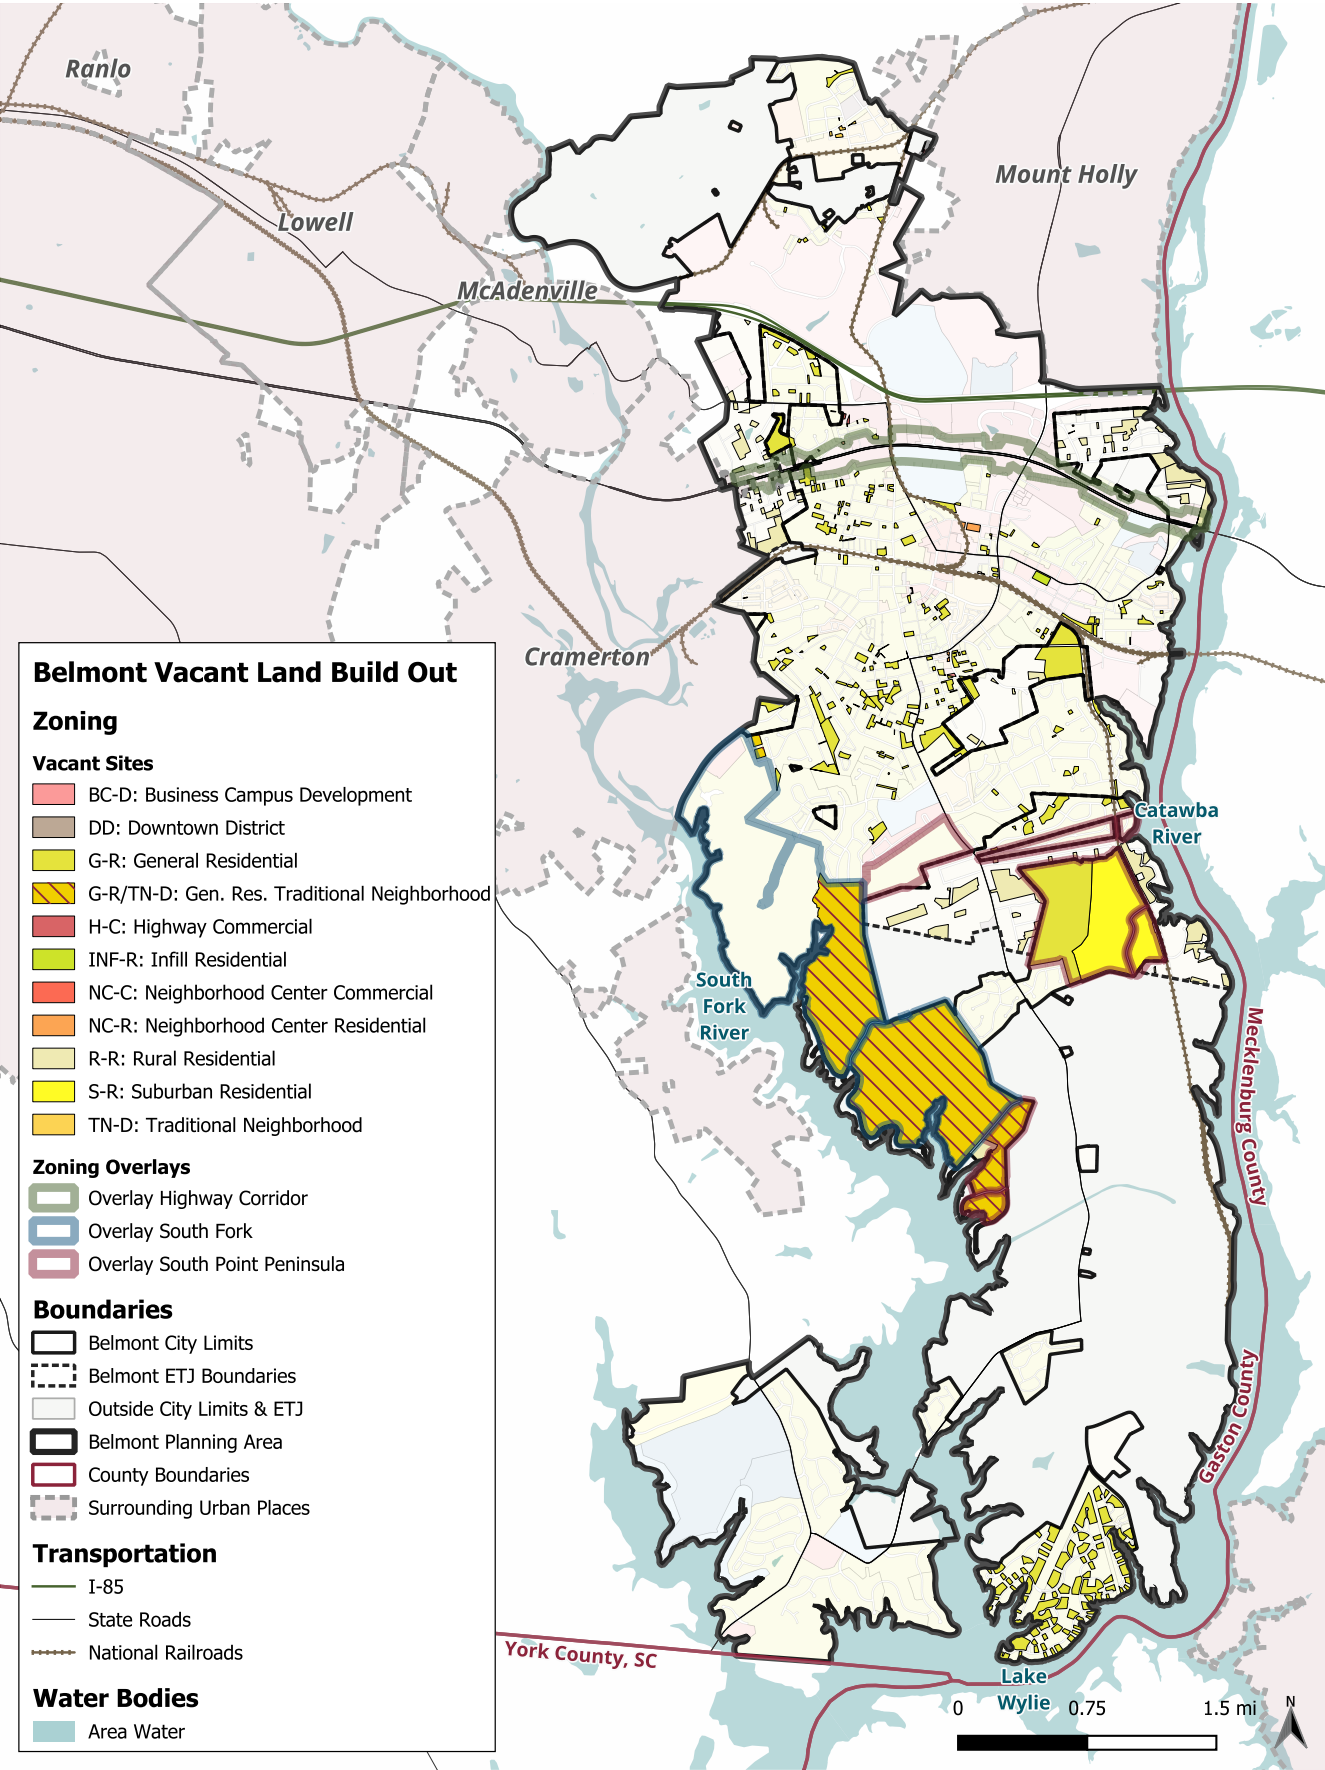 Ranlo
Mount Holly
Lowell
McAdenville
Cramerton
Belmont Vacant Land Build Out
Zoning
Vacant Sites
BC-D: Business Campus Development
DD: Downtown District
G-R: General Residential
G-R/TN-D: Gen. Res. Traditional Neighborhood
H-C: Highway Commercial
INF-R: Infill Residential
NC-C: Neighborhood Center Commercial
NC-R: Neighborhood Center Residential
R-R: Rural Residential
S-R: Suburban Residential
TN-D: Traditional Neighborhood
Zoning Overlays
Overlay Highway Corridor
Overlay South Fork
Overlay South Point Peninsula
Boundaries
Belmont City Limits
Belmont ETJ Boundaries
Outside City Limits & ETJ
Belmont Planning Area
County Boundaries
Surrounding Urban Places
Transportation
I-85
State Roads
National Railroads
Water Bodies
Area Water
Catawba
River
South
Fork
River
Mecklenburg County
Gaston County
York County, SC
Lake
Wylie
0 0.75 1.5 mi
N